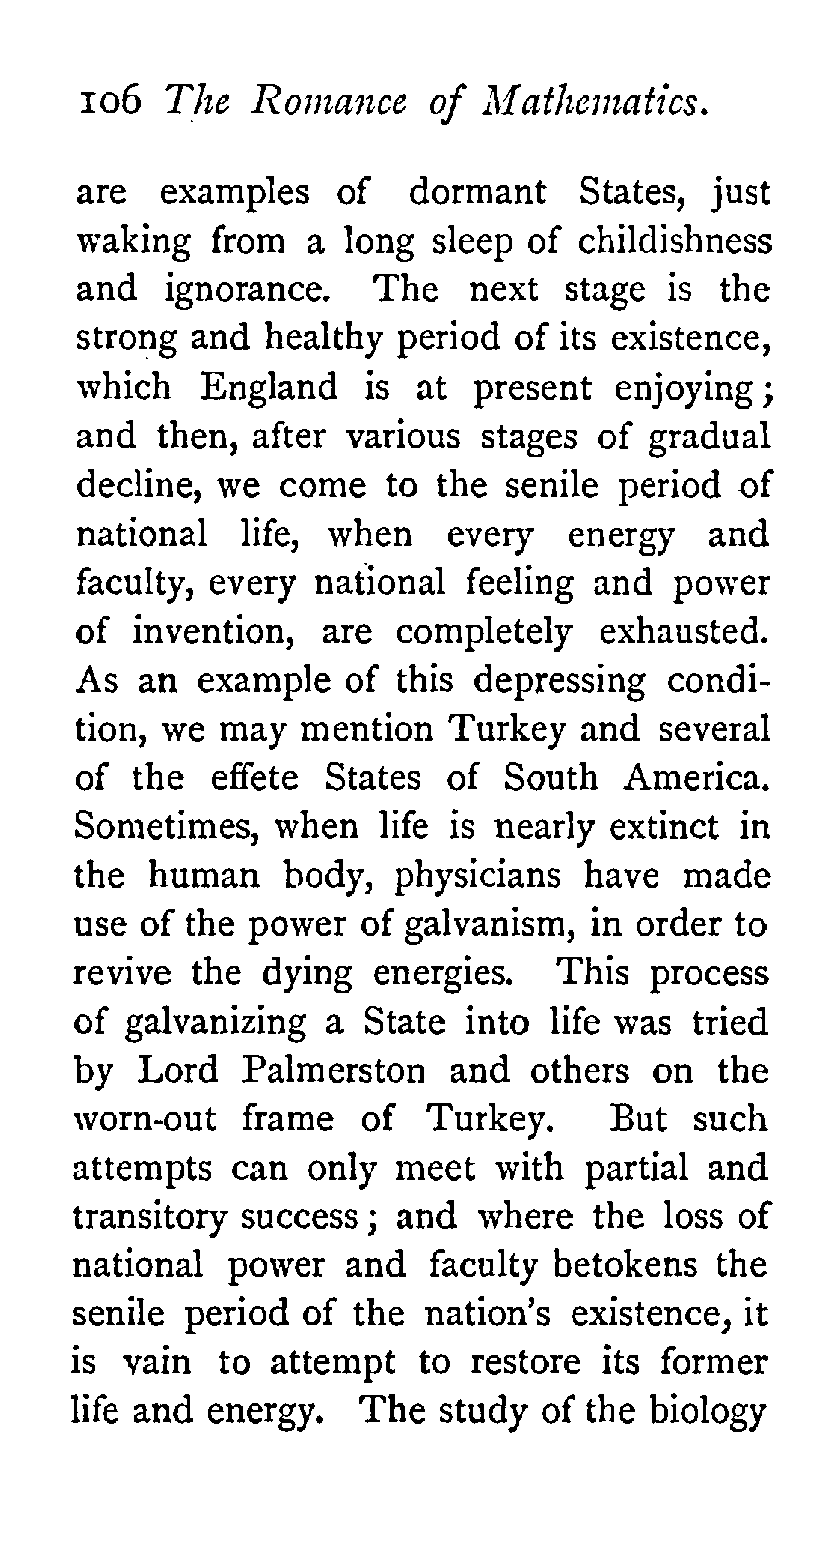 106 The Romance of Mathematics.
are examples of dormant States, just
waking from a long sleep of childishness
and ignorance. The next stage is the
strong and healthy period of its existence,
which England is at present enjoying;
and then, after various stages of gradual
decline, we come to the senile period of
national life, when every energy and
faculty, every national feeling and power
of invention, are completely exhausted.
As an example of this depressing condi-
tion, we may mention Turkey and several
of the effete States of South America.
Sometimes, when life is nearly extinct in
the human body, physicians have made
use of the power of galvanism, in order to
revive the dying energies. This process
of galvanizing a State into life was tried
by Lord Palmerston and others on the
worn-out frame of Turkey. But such
attempts can only meet with partial and
transitory success; and where the loss of
national power and faculty betokens the
senile period of the nation's existence, it
is vain to attempt to restore its former
life and energy. The study of the biology